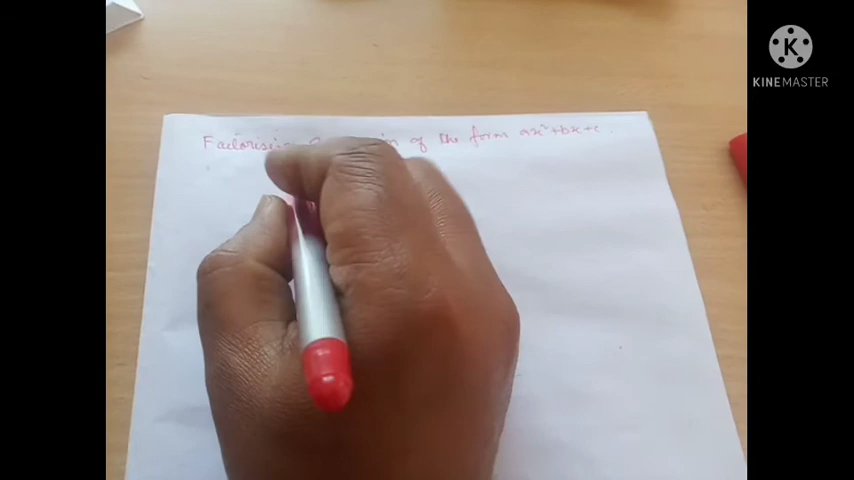 Factorising of the form ax²+bx+c
KINEMASTER